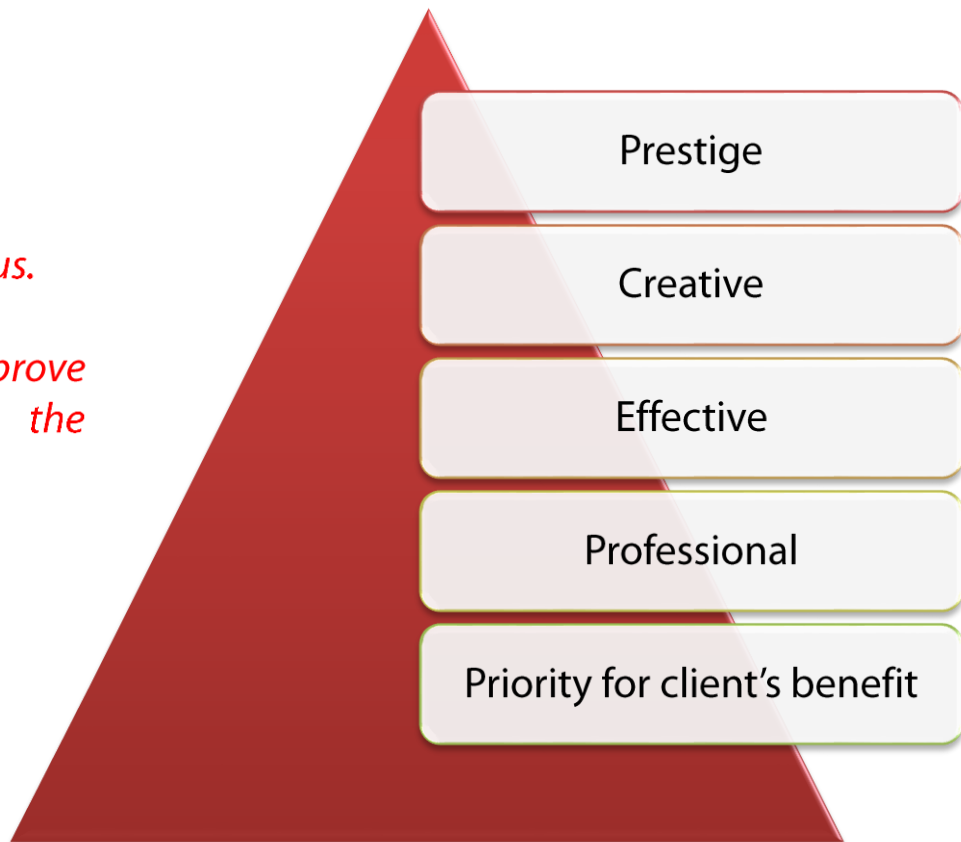 us.
prove
the
Prestige
Creative
Effective
Professional
Priority for client's benefit